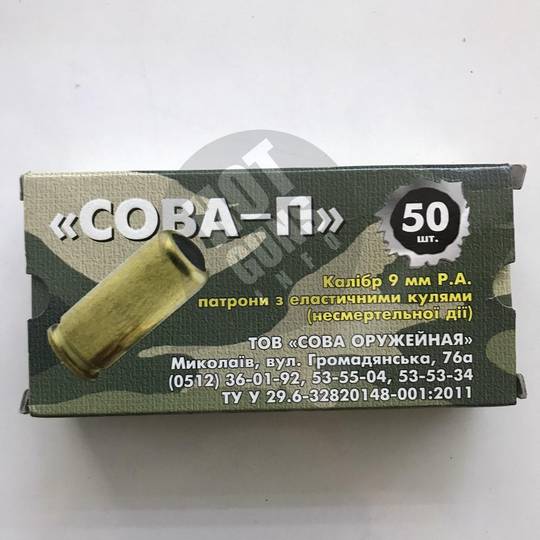 «СОВА–П»
50
шт.
Калібр 9 мм Р.А.
патрони з еластичними кулями
(несмертельної дії)
ТОВ "СОВА ОРУЖЕЙНАЯ"
Миколаїв, вул. Громадянська, 76а
(0512) 36-01-92, 53-55-04, 53-53-34
ТУ У 29.6-32820148-001:2011